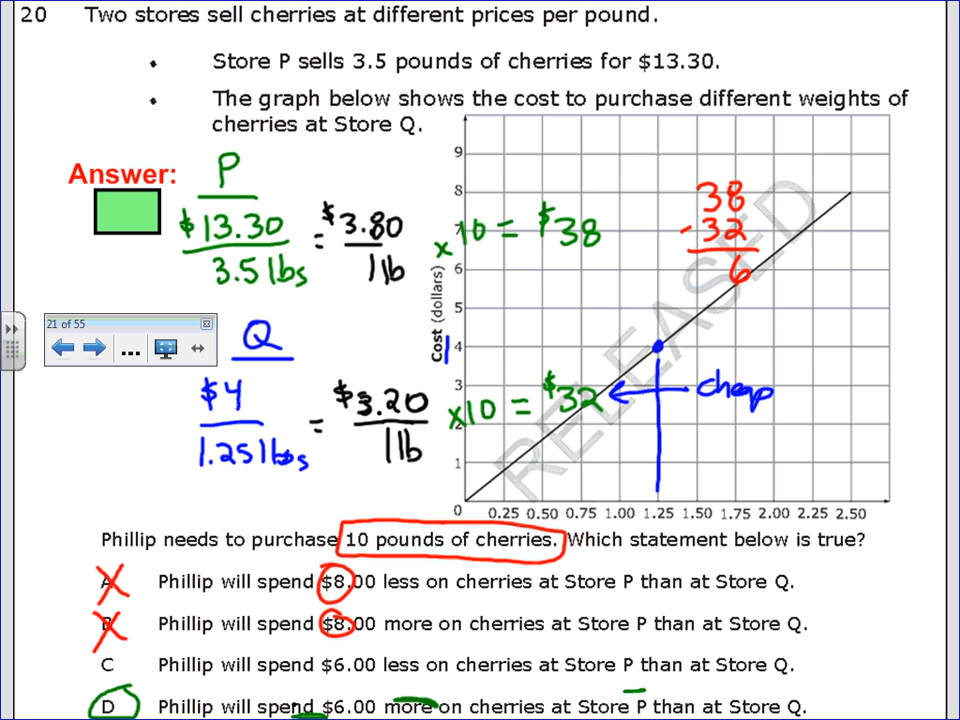 20 Two stores sell cherries at different prices per pound.
• Store P sells 3.5 pounds of cherries for $13.30.
• The graph below shows the cost to purchase different weights of
cherries at Store Q.
Answer:
P
$13.30 = $3.80 x10 = $38
3.5 lbs 1 lb
38
- 32
6
21 of 55
...
Q
$4 = $3.20 x10 = $32
1.25 lbs 1 lb
cheap
RELEASED
Cost (dollars)
9
8
7
6
5
4
3
2
1
0
0.25 0.50 0.75 1.00 1.25 1.50 1.75 2.00 2.25 2.50
Phillip needs to purchase 10 pounds of cherries. Which statement below is true?
A Phillip will spend $8.00 less on cherries at Store P than at Store Q.
B Phillip will spend $8.00 more on cherries at Store P than at Store Q.
C Phillip will spend $6.00 less on cherries at Store P than at Store Q.
D Phillip will spend $6.00 more on cherries at Store P than at Store Q.